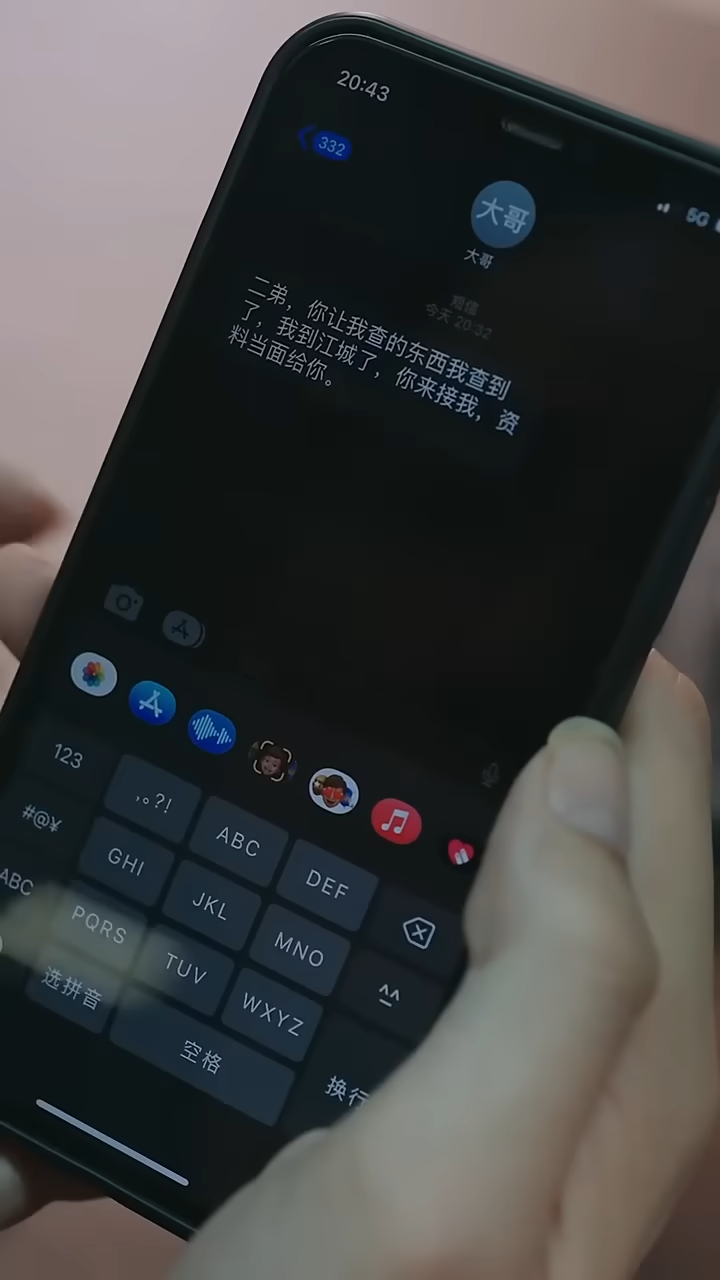 20:43
332
5G
大哥
大哥
短信
今天 20:32
二弟，你让我查的东西我查到
了，我到江城了，你来接我，资
料当面给你。
123
,。?!
ABC
DEF
#@¥
GHI
JKL
MNO
ABC
PQRS
TUV
WXYZ
^^
选拼音
空格
换行